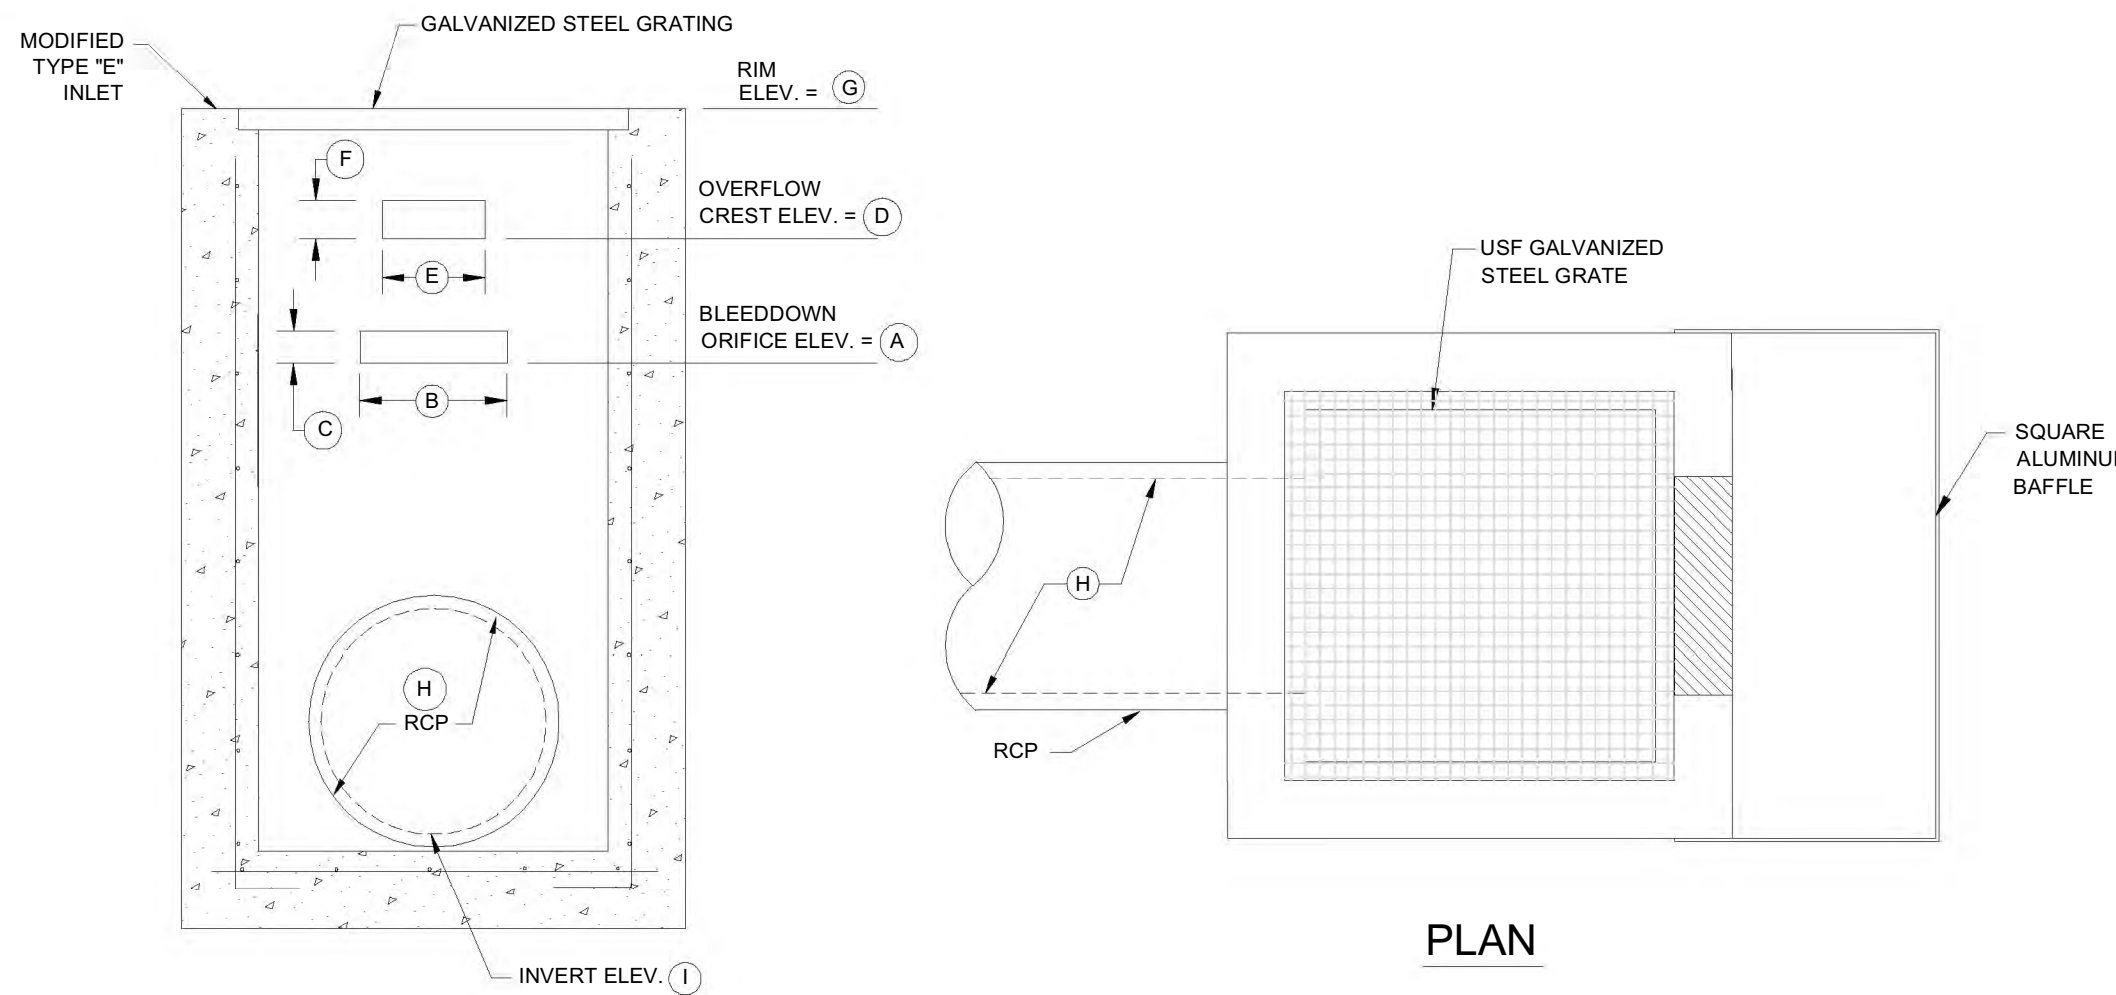 GALVANIZED STEEL GRATING
MODIFIED
TYPE "E"
INLET
RIM
ELEV. = G
F
OVERFLOW
CREST ELEV. = D
E
BLEEDDOWN
ORIFICE ELEV. = A
B
C
H
RCP
INVERT ELEV. I
USF GALVANIZED
STEEL GRATE
SQUARE
BAFFLE
H
RCP
PLAN